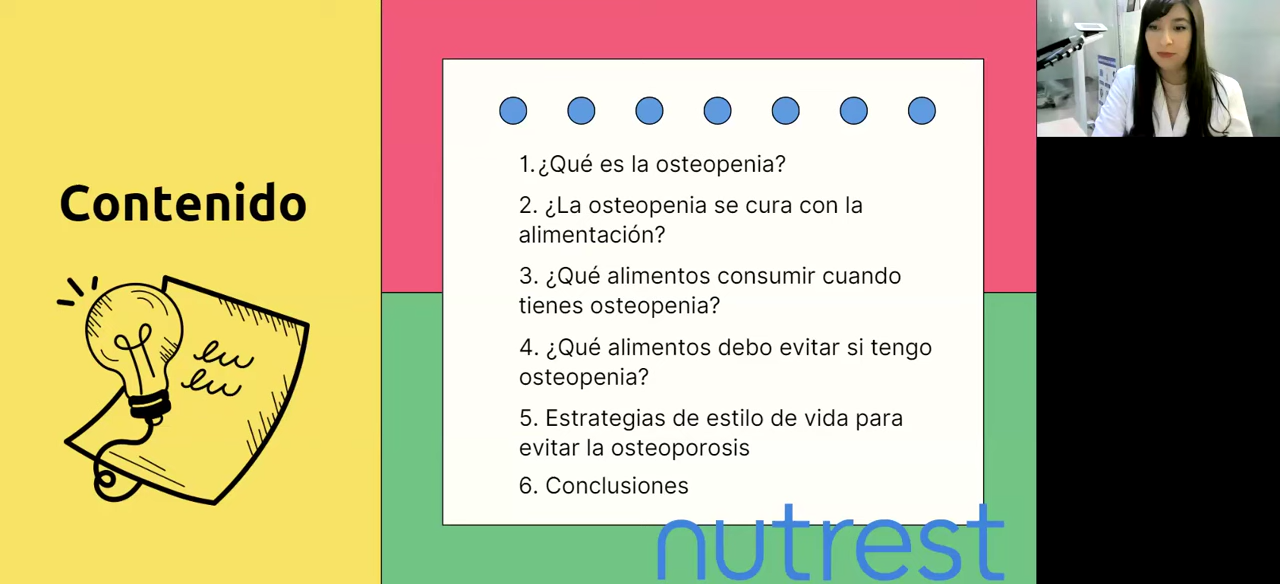 Contenido
1.¿Qué es la osteopenia?
2. ¿La osteopenia se cura con la
alimentación?
3. ¿Qué alimentos consumir cuando
tienes osteopenia?
4. ¿Qué alimentos debo evitar si tengo
osteopenia?
5. Estrategias de estilo de vida para
evitar la osteoporosis
6. Conclusiones
nutrest